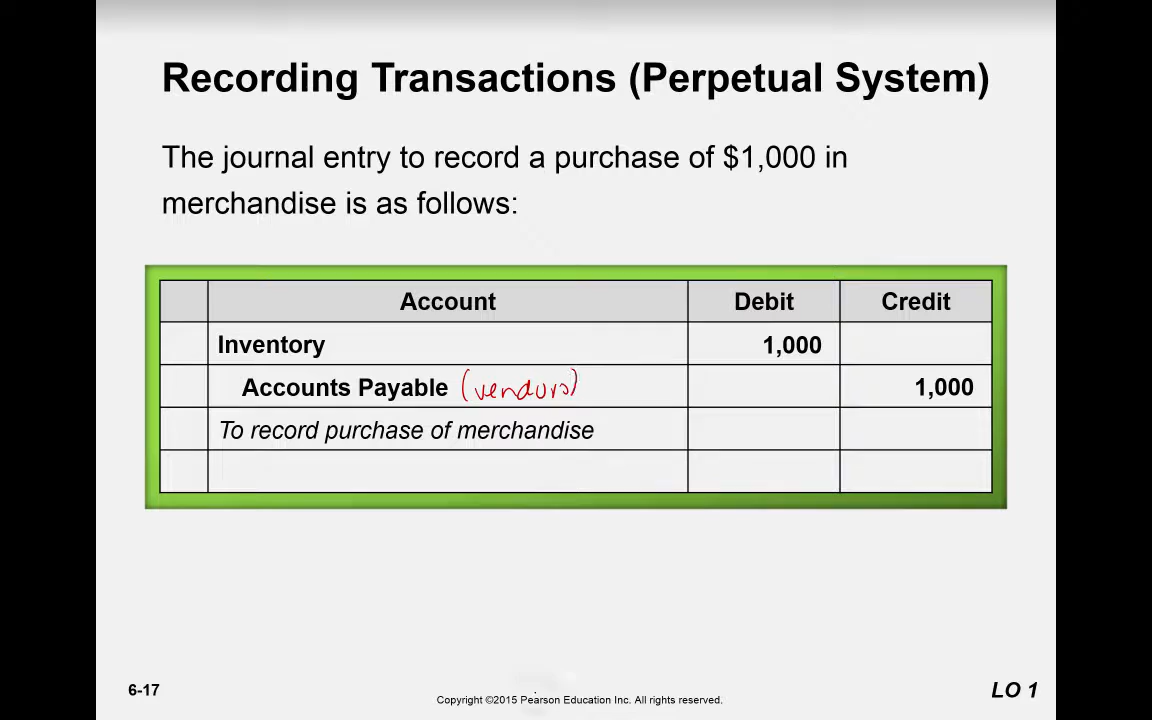 Recording Transactions (Perpetual System)
The journal entry to record a purchase of $1,000 in
merchandise is as follows:
Account Debit Credit
Inventory 1,000
Accounts Payable (vendors) 1,000
To record purchase of merchandise
6-17
Copyright ©2015 Pearson Education Inc. All rights reserved.
LO 1